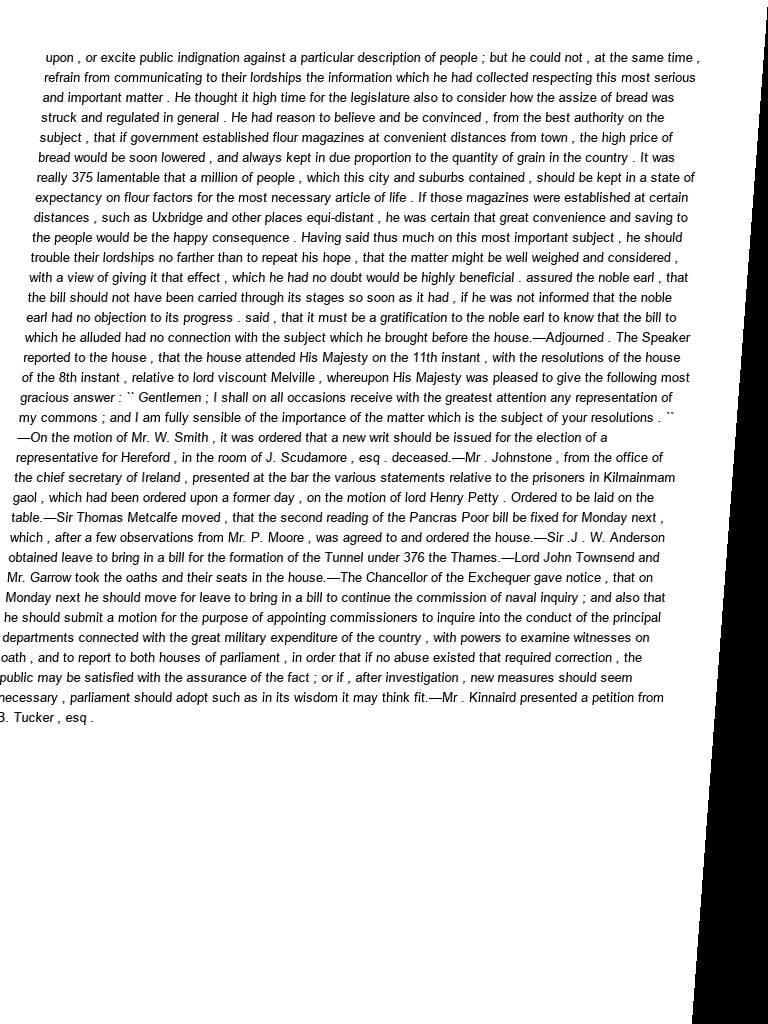 upon , or excite public indignation against a particular description of people ; but he could not , at the same time ,
refrain from communicating to their lordships the information which he had collected respecting this most serious
and important matter . He thought it high time for the legislature also to consider how the assize of bread was
struck and regulated in general . He had reason to believe and be convinced , from the best authority on the
subject , that if government established flour magazines at convenient distances from town , the high price of
bread would be soon lowered , and always kept in due proportion to the quantity of grain in the country . It was
really 375 lamentable that a million of people , which this city and suburbs contained , should be kept in a state of
expectancy on flour factors for the most necessary article of life . If those magazines were established at certain
distances , such as Uxbridge and other places equi-distant , he was certain that great convenience and saving to
the people would be the happy consequence . Having said thus much on this most important subject , he should
trouble their lordships no farther than to repeat his hope , that the matter might be well weighed and considered ,
with a view of giving it that effect , which he had no doubt would be highly beneficial . assured the noble earl , that
the bill should not have been carried through its stages so soon as it had , if he was not informed that the noble
earl had no objection to its progress . said , that it must be a gratification to the noble earl to know that the bill to
which he alluded had no connection with the subject which he brought before the house.—Adjourned . The Speaker
reported to the house , that the house attended His Majesty on the 11th instant , with the resolutions of the house
of the 8th instant , relative to lord viscount Melville , whereupon His Majesty was pleased to give the following most
gracious answer : `` Gentlemen ; I shall on all occasions receive with the greatest attention any representation of
my commons ; and I am fully sensible of the importance of the matter which is the subject of your resolutions . ``
—On the motion of Mr. W. Smith , it was ordered that a new writ should be issued for the election of a
representative for Hereford , in the room of J. Scudamore , esq . deceased.—Mr . Johnstone , from the office of
the chief secretary of Ireland , presented at the bar the various statements relative to the prisoners in Kilmainmam
gaol , which had been ordered upon a former day , on the motion of lord Henry Petty . Ordered to be laid on the
table.—Sir Thomas Metcalfe moved , that the second reading of the Pancras Poor bill be fixed for Monday next ,
which , after a few observations from Mr. P. Moore , was agreed to and ordered the house.—Sir .J . W. Anderson
obtained leave to bring in a bill for the formation of the Tunnel under 376 the Thames.—Lord John Townsend and
Mr. Garrow took the oaths and their seats in the house.—The Chancellor of the Exchequer gave notice , that on
Monday next he should move for leave to bring in a bill to continue the commission of naval inquiry ; and also that
he should submit a motion for the purpose of appointing commissioners to inquire into the conduct of the principal
departments connected with the great military expenditure of the country , with powers to examine witnesses on
oath , and to report to both houses of parliament , in order that if no abuse existed that required correction , the
public may be satisfied with the assurance of the fact ; or if , after investigation , new measures should seem
necessary , parliament should adopt such as in its wisdom it may think fit.—Mr . Kinnaird presented a petition from
B. Tucker , esq .